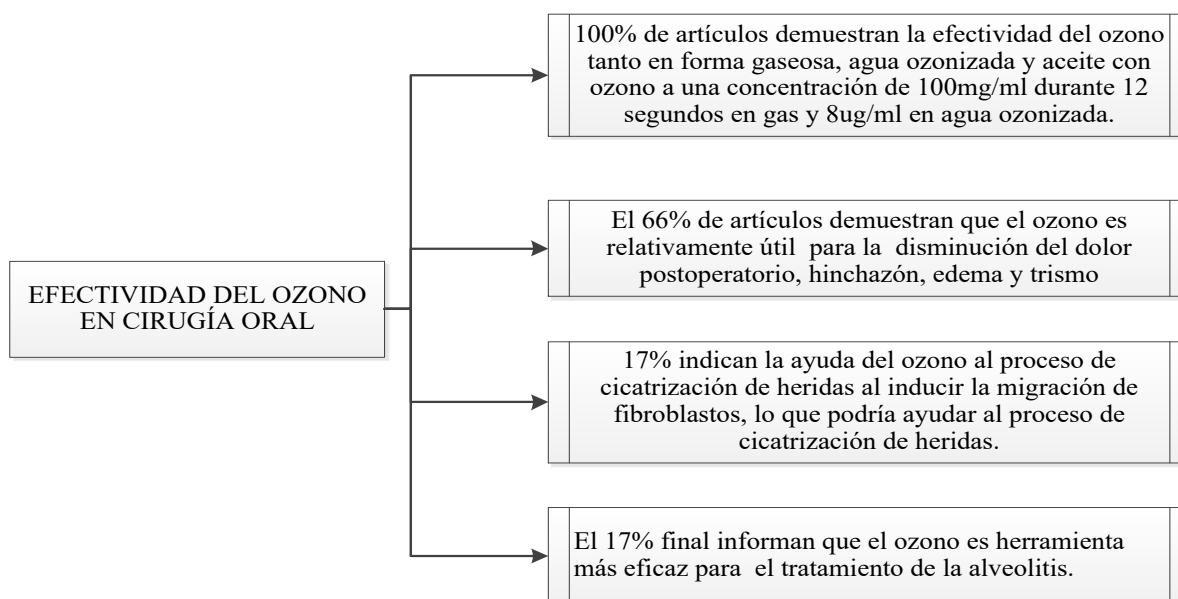 EFECTIVIDAD DEL OZONO
EN CIRUGÍA ORAL
100% de artículos demuestran la efectividad del ozono
tanto en forma gaseosa, agua ozonizada y aceite con
ozono a una concentración de 100mg/ml durante 12
segundos en gas y 8ug/ml en agua ozonizada.
El 66% de artículos demuestran que el ozono es
relativamente útil para la disminución del dolor
postoperatorio, hinchazón, edema y trismo
17% indican la ayuda del ozono al proceso de
cicatrización de heridas al inducir la migración de
fibroblastos, lo que podría ayudar al proceso de
cicatrización de heridas.
El 17% final informan que el ozono es herramienta
más eficaz para el tratamiento de la alveolitis.